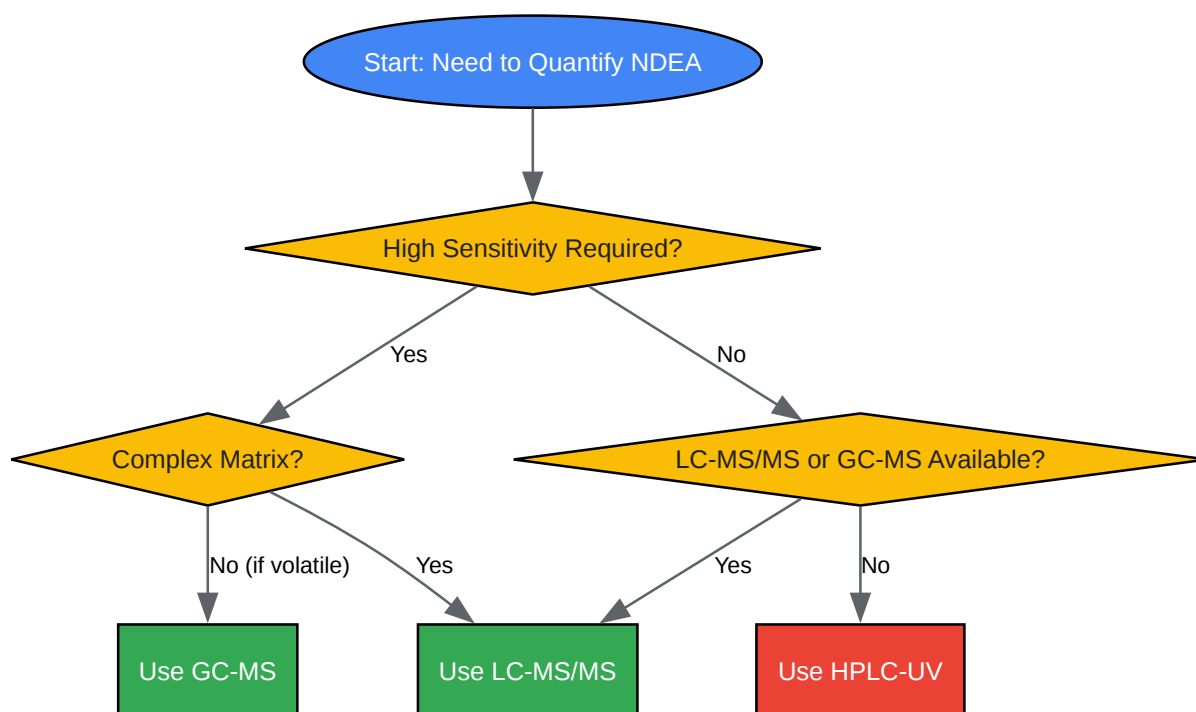 Start: Need to Quantify NDEA
High Sensitivity Required?
Yes
No
Complex Matrix?
LC-MS/MS or GC-MS Available?
No (if volatile)
Yes
Yes
No
Use GC-MS
Use LC-MS/MS
Use HPLC-UV